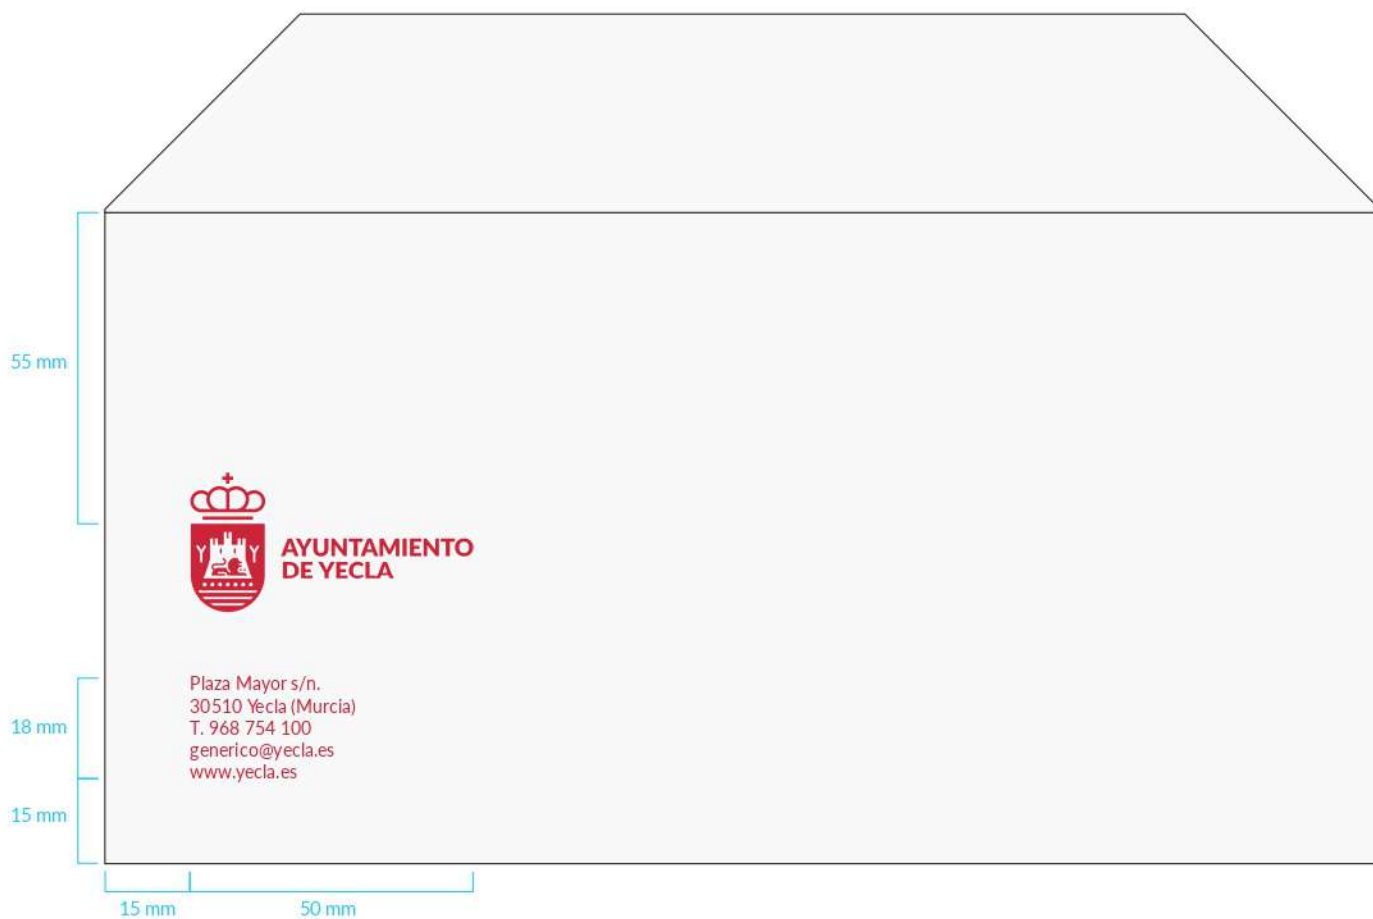 55 mm
Y Y
AYUNTAMIENTO
DE YECLA
Plaza Mayor s/n.
30510 Yecla (Murcia)
18 mm
T. 968 754 100
generico@yecla.es
www.yecla.es
15 mm
15 mm
50 mm